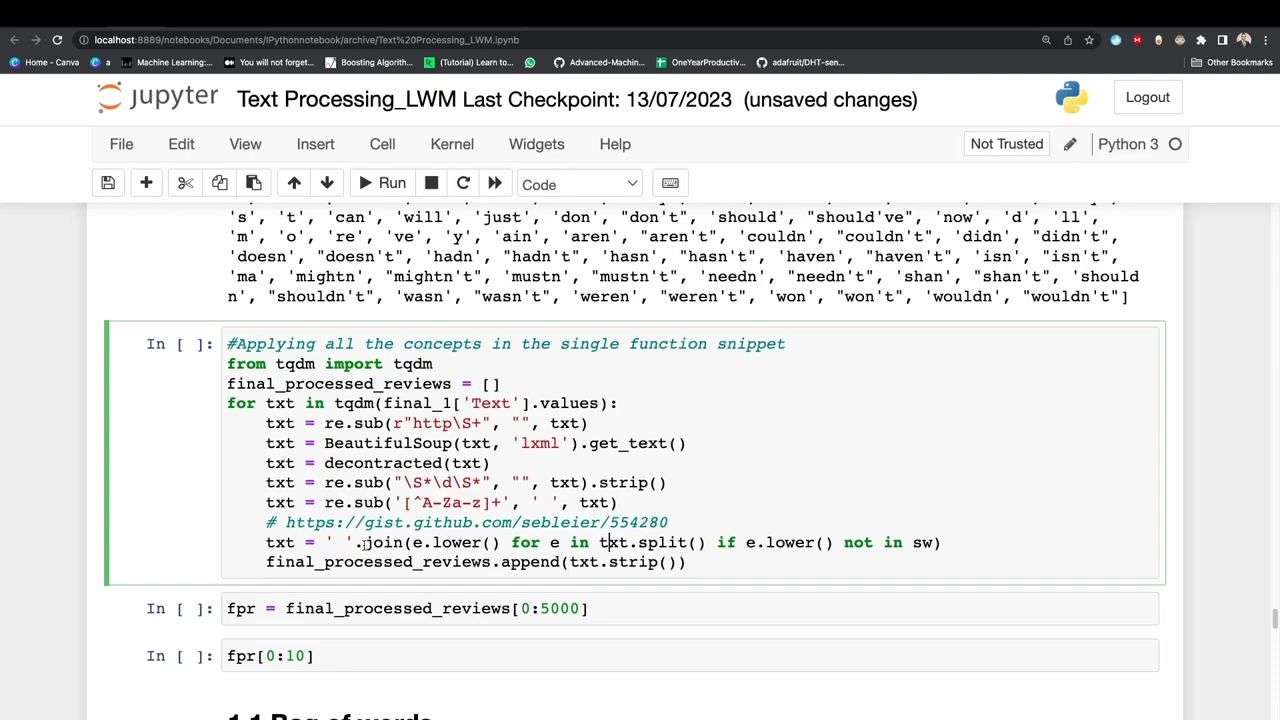 localhost:8889/notebooks/Documents/IPythonnotebook/archive/Text%20Processing_LWM.ipynb
Home - Canva a Machine Learning:... You will not forget... Boosting Algorith... (Tutorial) Learn to... Advanced-Machin... OneYearProductiv... adafruit/DHT-sen... Other Bookmarks
jupyter Text Processing_LWM Last Checkpoint: 13/07/2023 (unsaved changes) Logout
File Edit View Insert Cell Kernel Widgets Help Not Trusted Python 3
Run Code
's', 't', 'can', 'will', 'just', 'don', "don't", 'should', "should've", 'now', 'd', 'll',
'm', 'o', 're', 've', 'y', 'ain', 'aren', "aren't", 'couldn', "couldn't", 'didn', "didn't",
'doesn', "doesn't", 'hadn', "hadn't", 'hasn', "hasn't", 'haven', "haven't", 'isn', "isn't",
'ma', 'mightn', "mightn't", 'mustn', "mustn't", 'needn', "needn't", 'shan', "shan't", 'should
n', "shouldn't", 'wasn', "wasn't", 'weren', "weren't", 'won', "won't", 'wouldn', "wouldn't"]
In [ ]: #Applying all the concepts in the single function snippet
from tqdm import tqdm
final_processed_reviews = []
for txt in tqdm(final_1['Text'].values):
txt = re.sub(r"http\S+", "", txt)
txt = BeautifulSoup(txt, 'lxml').get_text()
txt = decontracted(txt)
txt = re.sub("\S*\d\S*", "", txt).strip()
txt = re.sub('[^A-Za-z]+', ' ', txt)
# https://gist.github.com/sebleier/554280
txt = ' '.join(e.lower() for e in txt.split() if e.lower() not in sw)
final_processed_reviews.append(txt.strip())
In [ ]: fpr = final_processed_reviews[0:5000]
In [ ]: fpr[0:10]
1.1 Bag of words